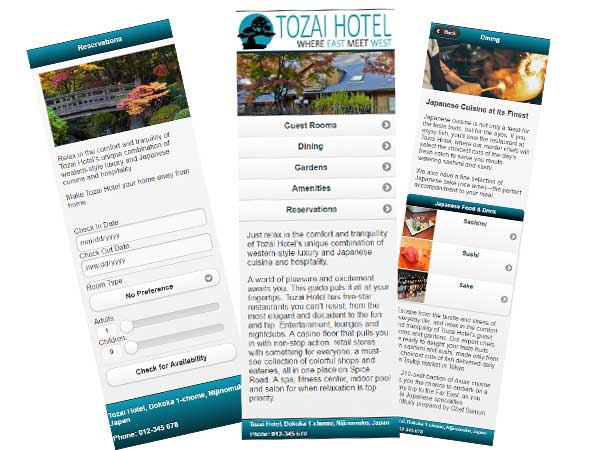 Reservations
Relax in the comfort and tranquility of
Tozai Hotel's unique combination of
western-style luxury and Japanese
cuisine and hospitality.
Make Tozai Hotel your home away from
home.
Check In Date:
mm/dd/yyyy
Check Out Date:
mm/dd/yyyy
Room Type
No Preference
Adults:
1
Children:
0
Check for Availability
Tozai Hotel, Dokoka 1-chome, Nijinomuko,
Japan
Phone: 012-345 678
TOZAI HOTEL
WHERE EAST MEET WEST
Guest Rooms
Dining
Gardens
Amenities
Reservations
Just relax in the comfort and tranquility
of Tozai Hotel's unique combination of
western-style luxury and Japanese
cuisine and hospitality.
A world of pleasure and excitement
awaits you. This guide puts it all at your
fingertips. Tozai Hotel has five-star
restaurants you can't resist, from the
most elegant and decadent to the fun
and hip. Entertainment, lounges and
nightclubs. A casino floor that pulls you
in with non-stop action. retail stores
with something for everyone, a must-
see collection of colorful shops and
eateries, all in one place on Spice
Road. A spa, fitness center, indoor pool
and salon for when relaxation is top
priority.
Tozai Hotel, Dokoka 1-chome, Nijinomuko, Japan
Phone: 012-345 678
Back
Dining
Japanese Cuisine at its Finest
Japanese Cuisine is not only a feast for
the taste buds, but for the eyes. If you
enjoy fish, you'll love the restaurant at
Tozai Hotel, where our master chefs will
select the choicest cuts of the day's
fresh catch to serve you mouth-
watering sashimi and sushi.
We also have a fine selection of
Japanese sake (rice wine)—the perfect
accompaniment to your meal.
Japanese Food & Drink
Sashimi
Sushi
Sake
scape from the bustle and stress of
everyday life, and relax in the comfort
and tranquility of Tozai Hotel's guest
rooms and gardens. Our expert chefs
are ready to delight your taste buds
sashimi and sushi, made only from
choicest cuts of fish delivered daily
Tsukiji market in Tokyo
210-seat bastion of Asian cuisine
you the chance to embark on a
trip to the Far East, as you
Japanese specialties
prepared by Chef Samuri
Tozai Hotel, Dokoka 1-chome, Nijinomuko, Japan
Phone: 012-345 678